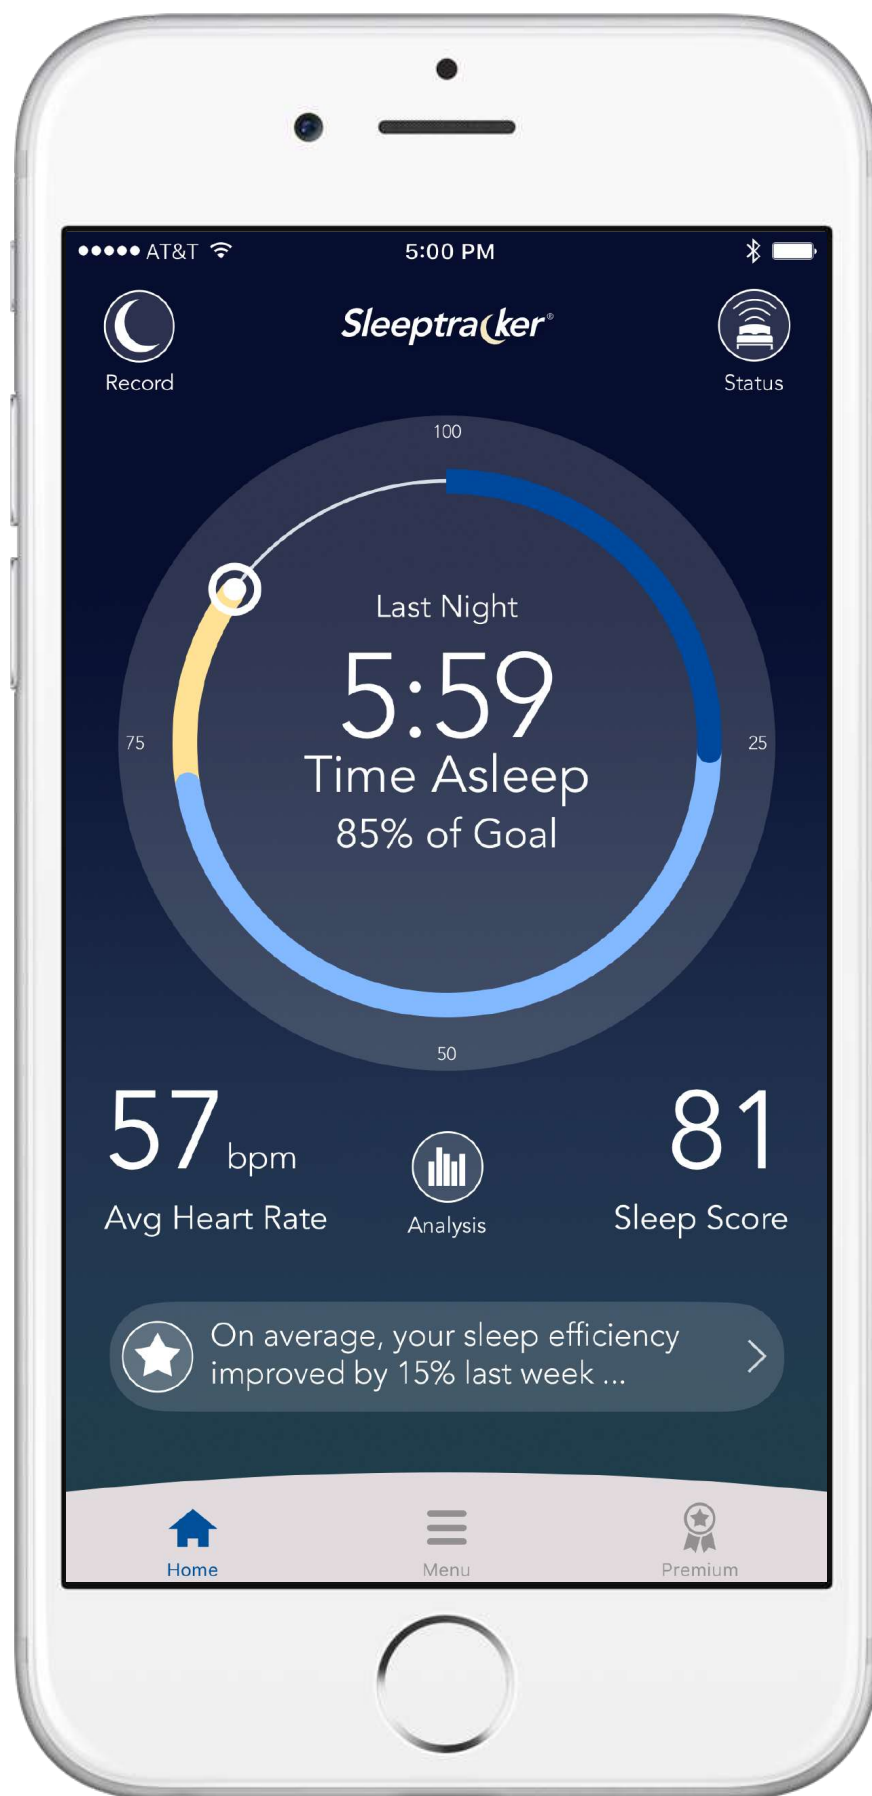 ●●●●● AT&T 5:00 PM
Sleeptracker®
Record
Status
100
Last Night
5:59
75
25
Time Asleep
85% of Goal
50
57 bpm
81
Avg Heart Rate
Analysis
Sleep Score
On average, your sleep efficiency
improved by 15% last week ...
Home
Menu
Premium